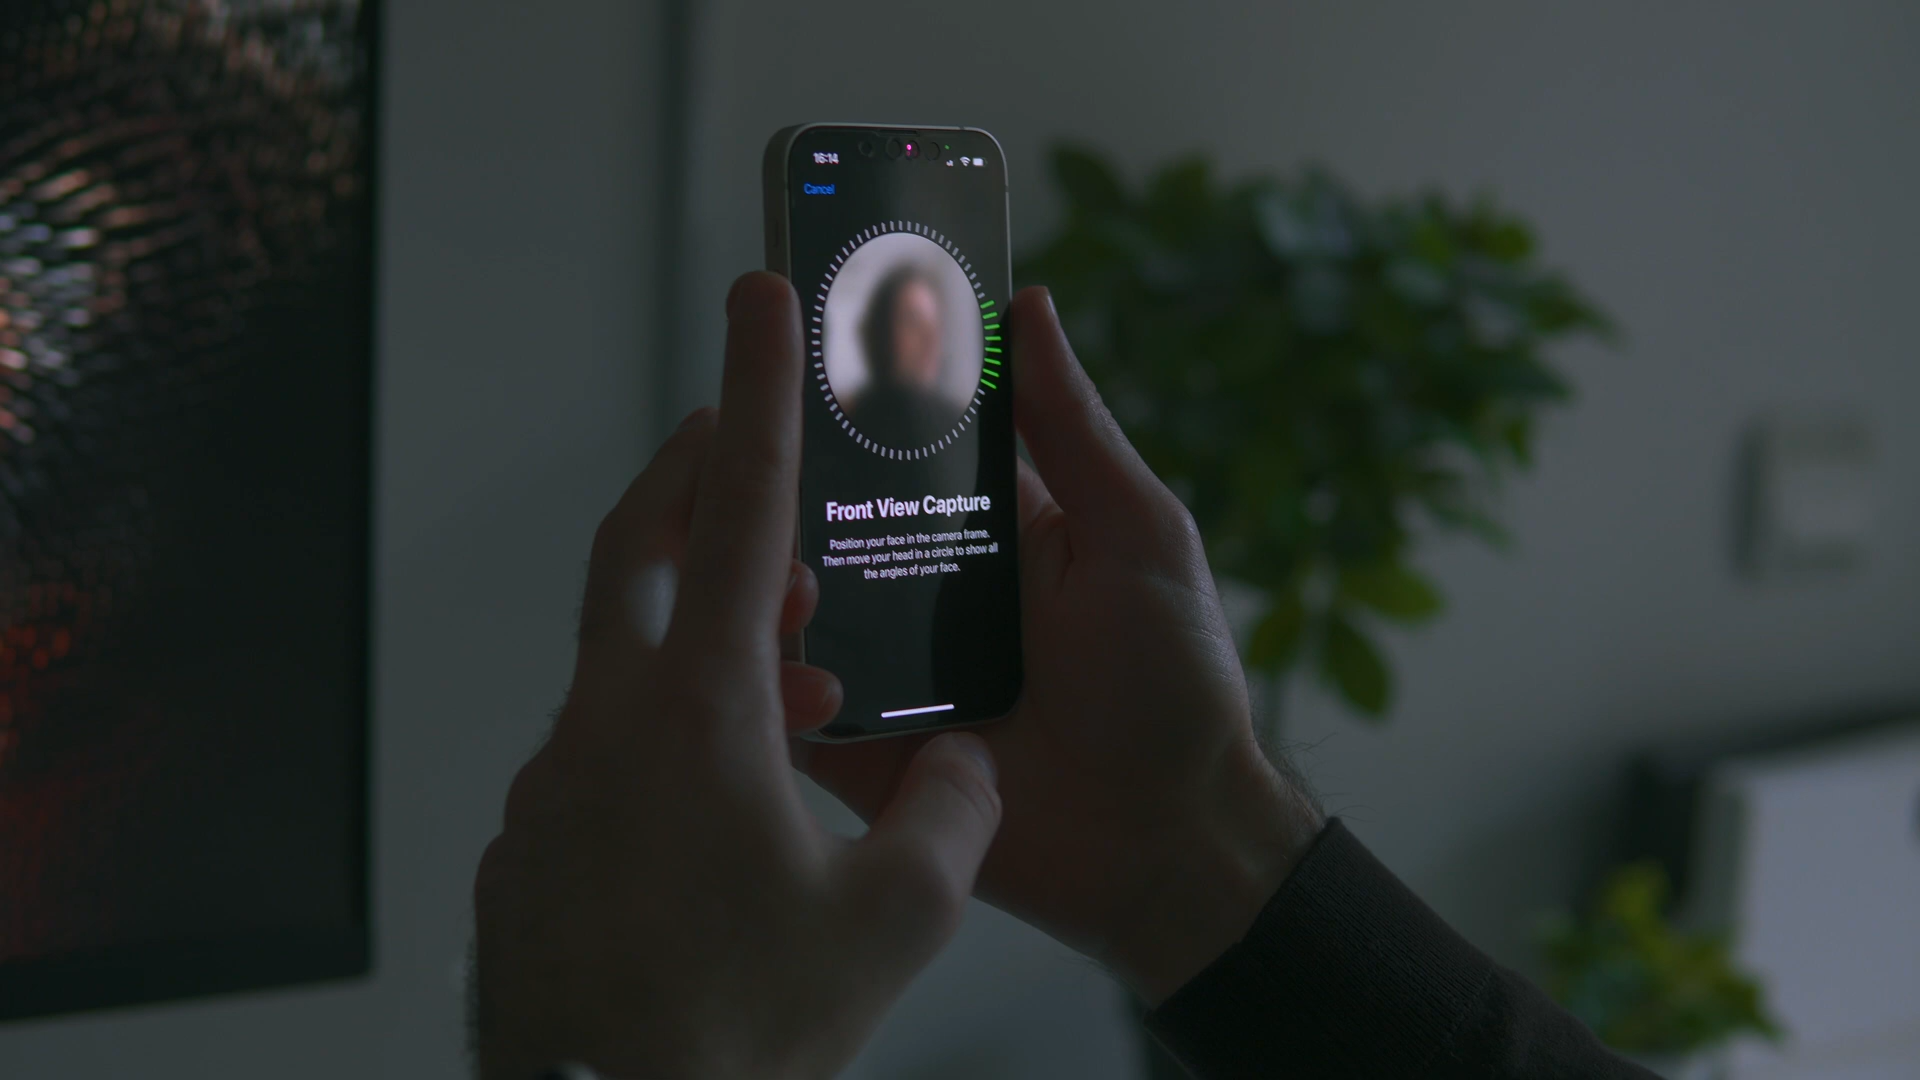 16:14
Cancel
Front View Capture
Position your face in the camera frame.
Then move your head in a circle to show all
the angles of your face.